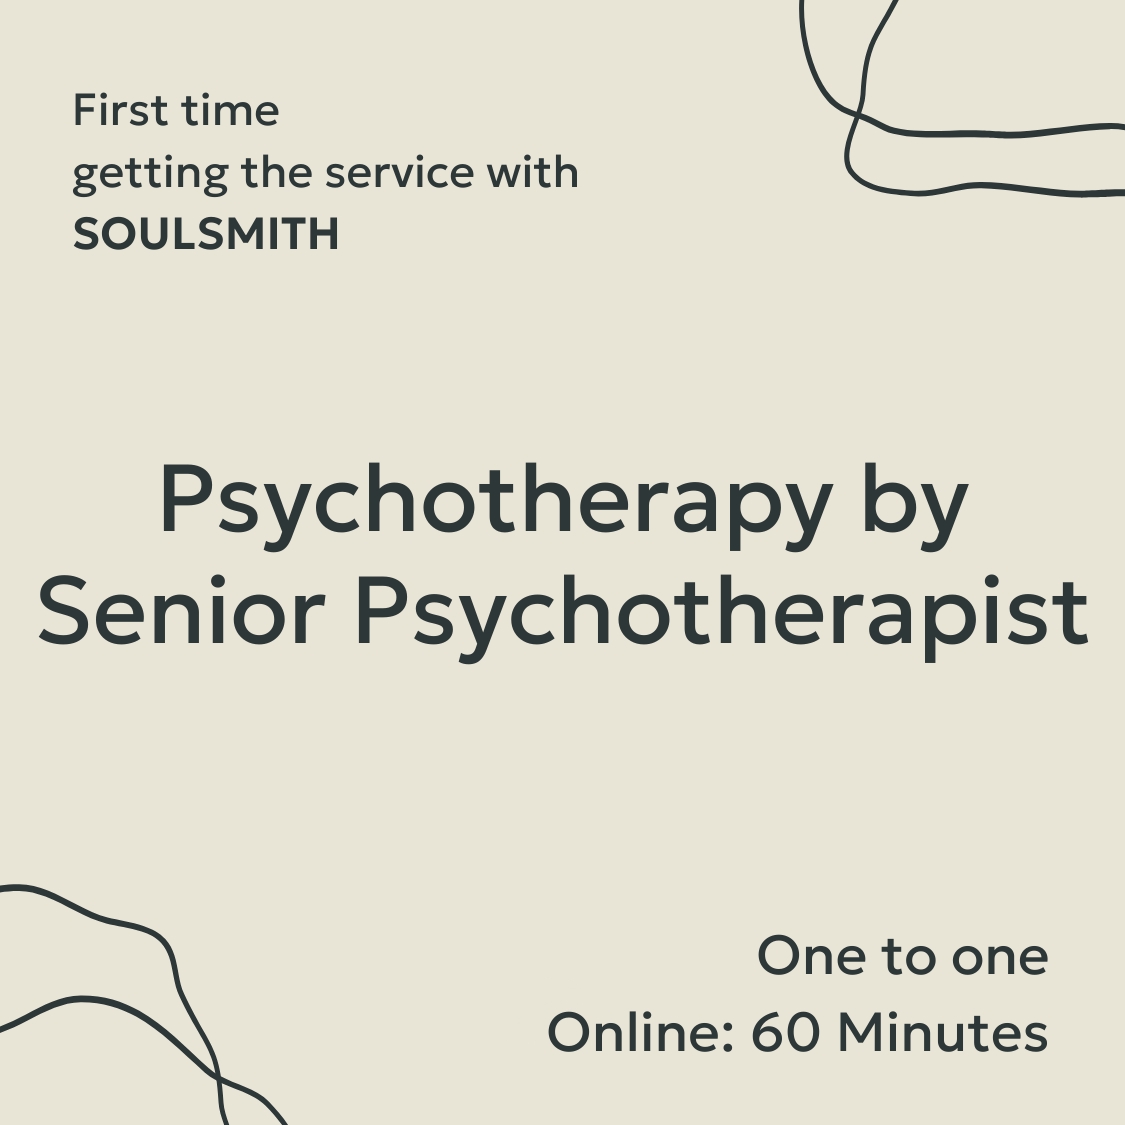 First time
getting the service with
SOULSMITH
Psychotherapy by
Senior Psychotherapist
One to one
Online: 60 Minutes